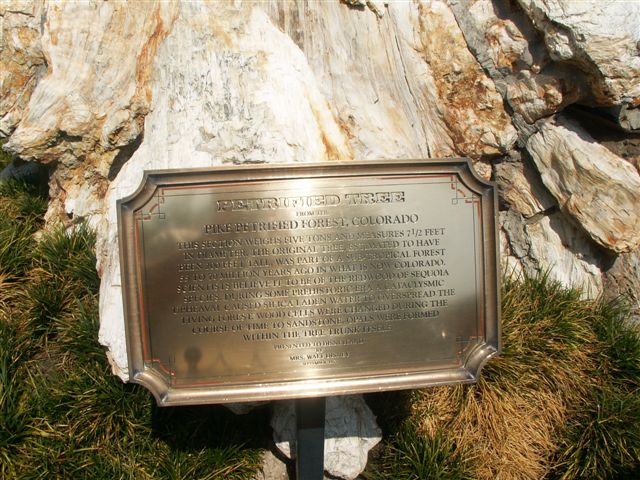 PETRIFIED TREE
FROM THE
PIKE PETRIFIED FOREST, COLORADO
THIS SECTION WEIGHS FIVE TONS AND MEASURES 7 1/2 FEET
IN DIAMETER. THE ORIGINAL TREE ESTIMATED TO HAVE
BEEN 200 FEET TALL WAS PART OF A SUB-TROPICAL FOREST
55 TO 70 MILLION YEARS AGO IN WHAT IS NOW COLORADO.
SCIENTISTS BELIEVE IT TO BE OF THE REDWOOD OR SEQUOIA
SPECIES. DURING SOME PREHISTORIC ERA A CATACLYSMIC
UPHEAVAL CAUSED SILICA LADEN WATER TO OVERSPREAD THE
LIVING FOREST. WOOD CELLS WERE CHANGED DURING THE
COURSE OF TIME TO SANDSTONE. OPALS WERE FORMED
WITHIN THE TREE TRUNK ITSELF.
PRESENTED TO DISNEYLAND
BY
MRS. WALT DISNEY